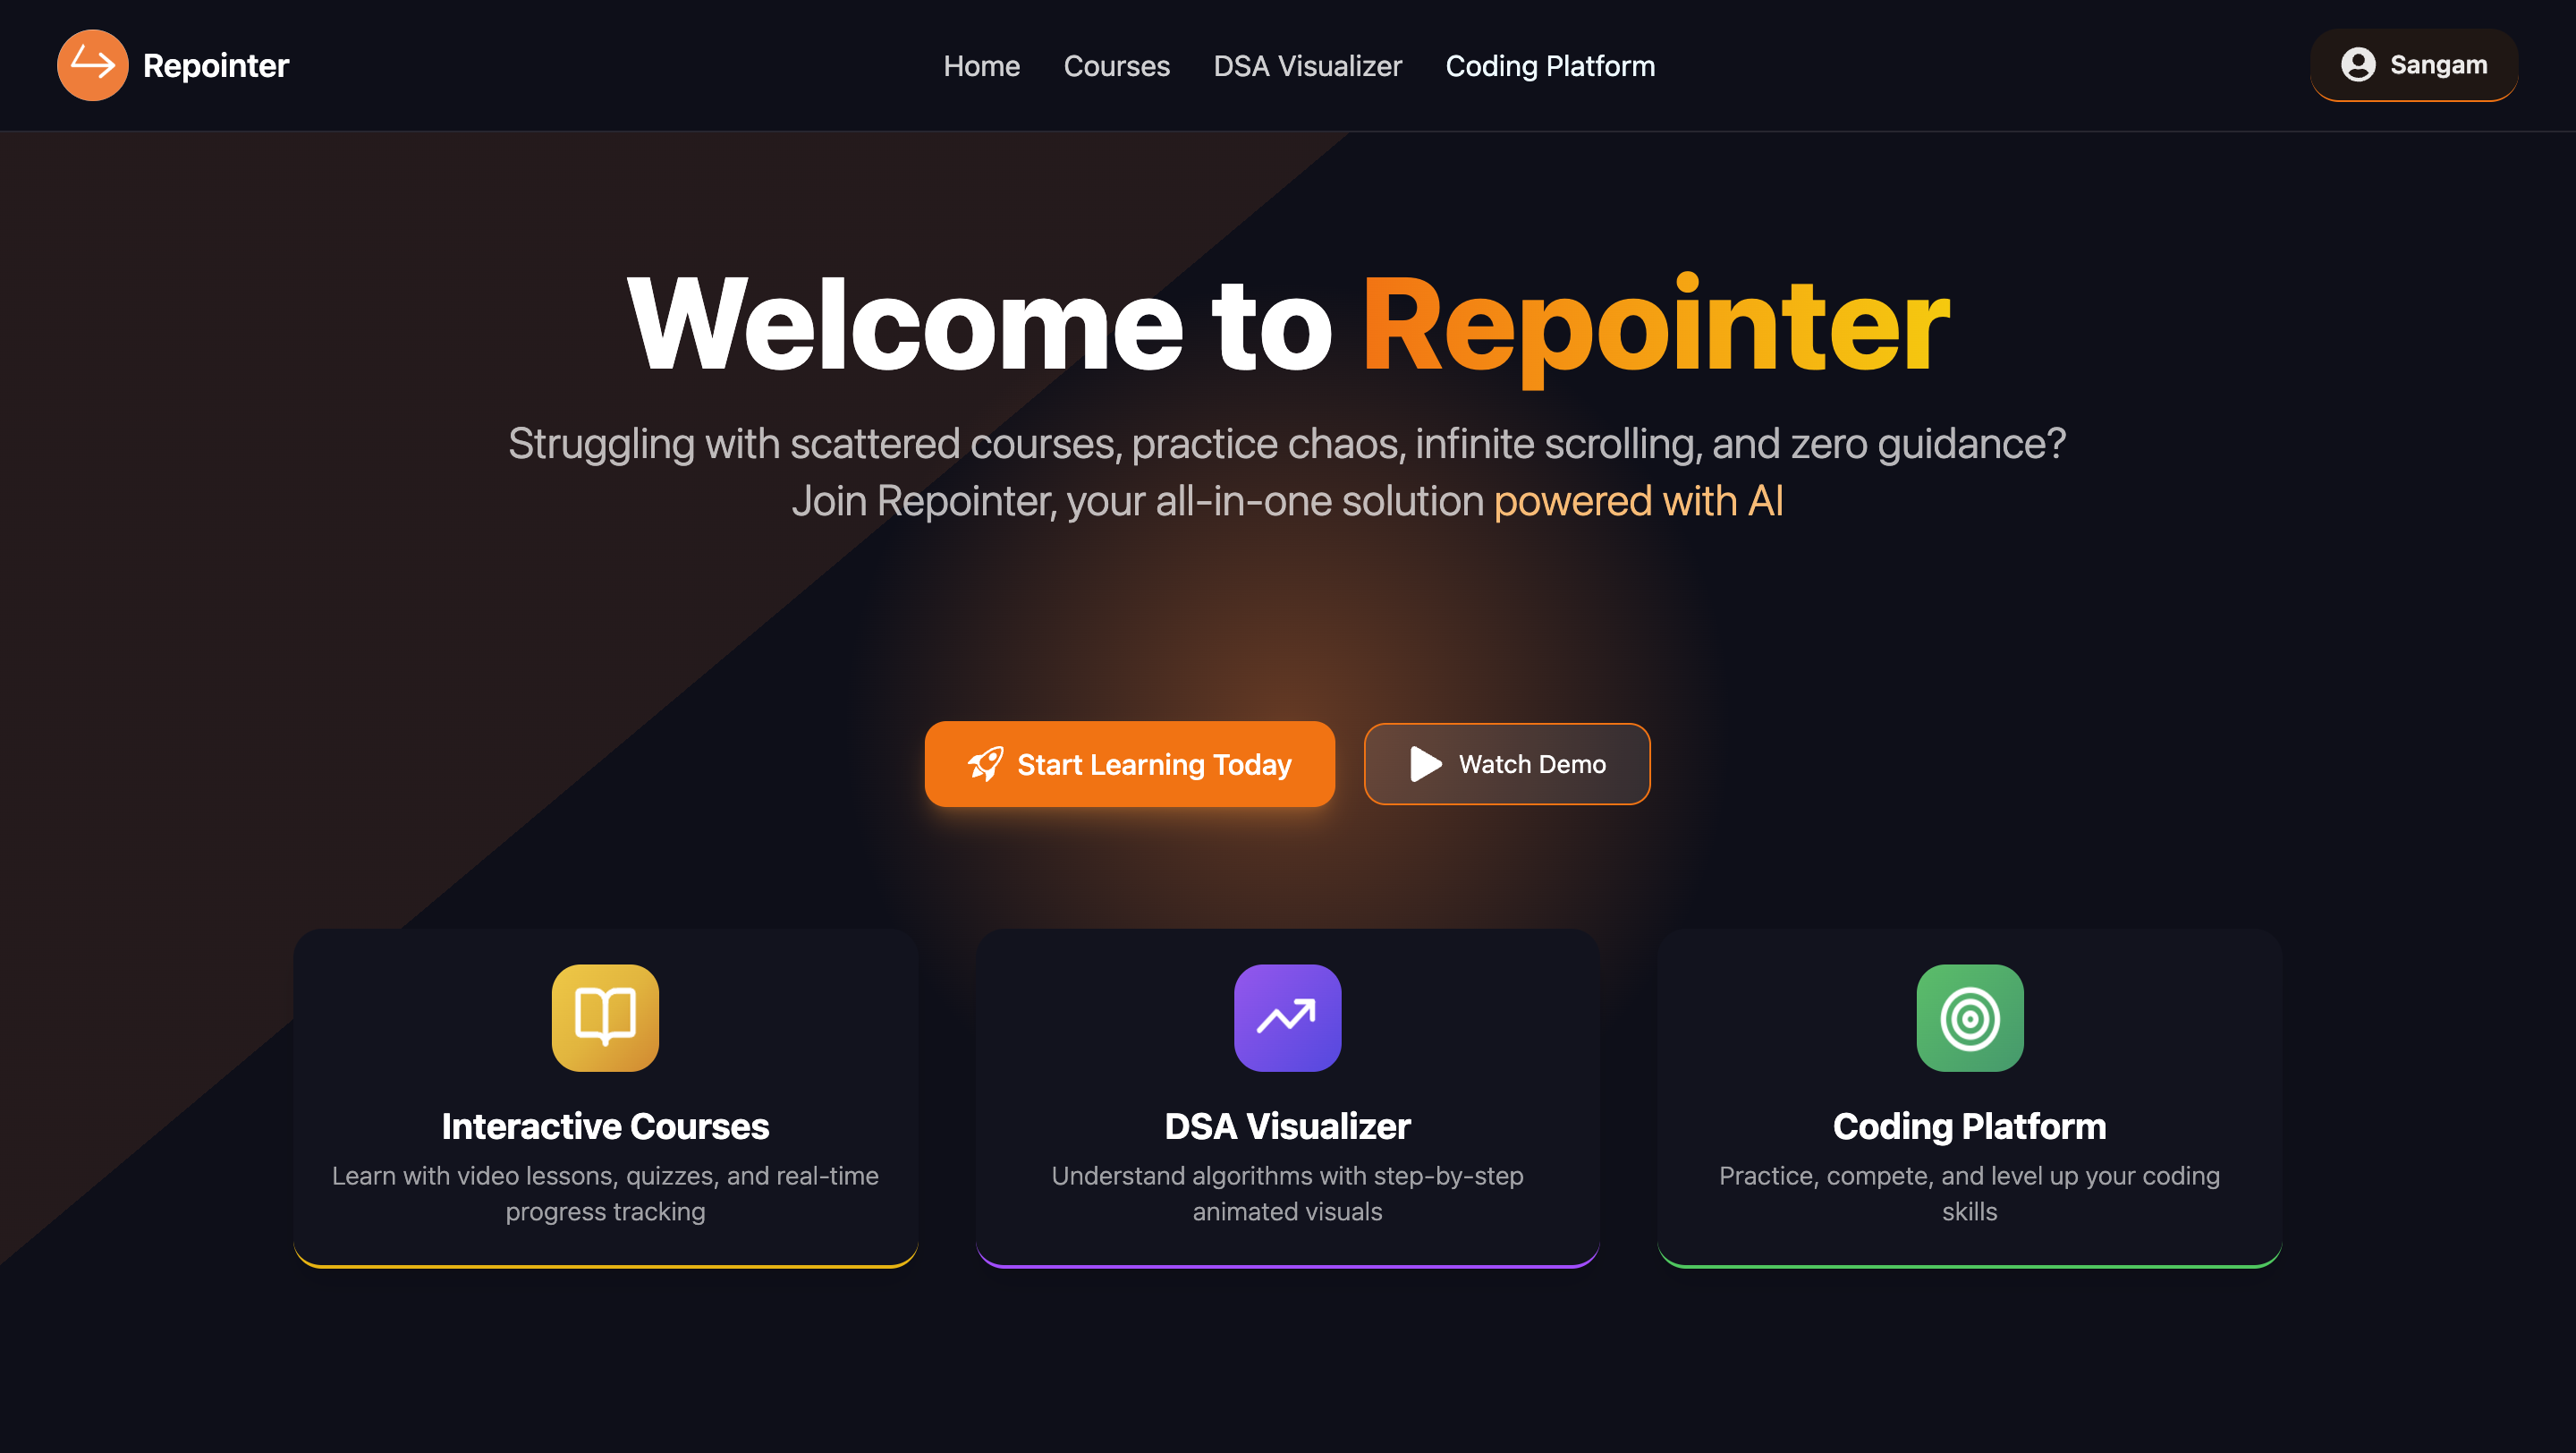 Repointer
Home
Courses
DSA Visualizer
Coding Platform
Sangam
Welcome to Repointer
Struggling with scattered courses, practice chaos, infinite scrolling, and zero guidance?
Join Repointer, your all-in-one solution powered with AI
Start Learning Today
Watch Demo
Interactive Courses
Learn with video lessons, quizzes, and real-time
progress tracking
DSA Visualizer
Understand algorithms with step-by-step
animated visuals
Coding Platform
Practice, compete, and level up your coding
skills